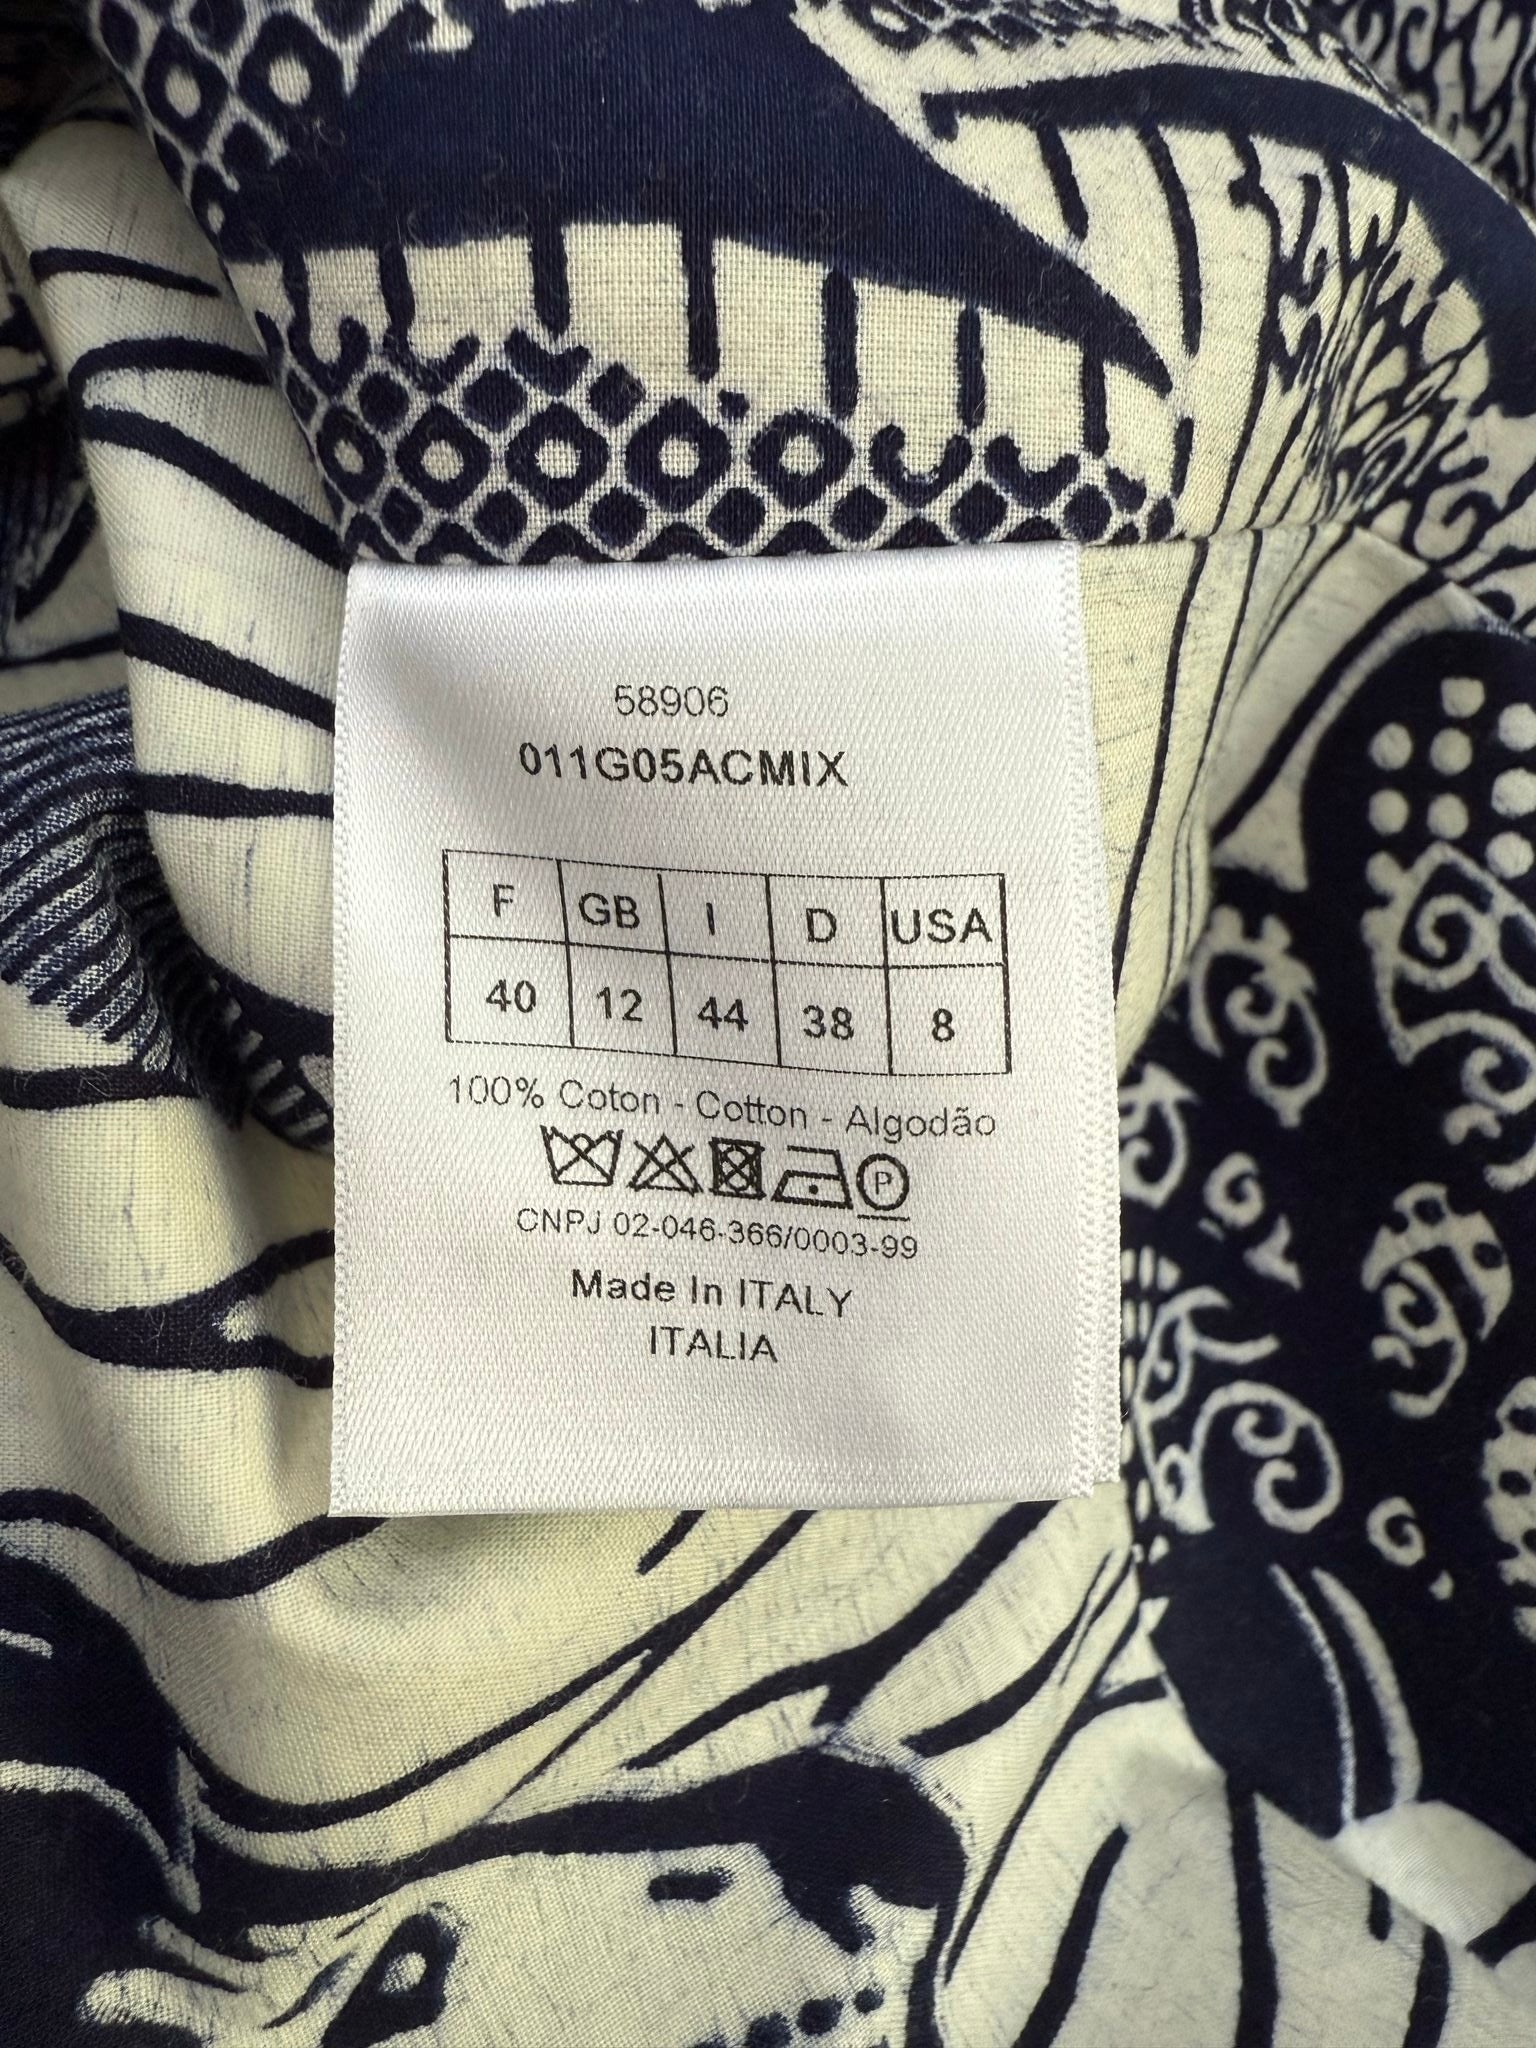 58906
011G05ACMIX
F GB I D USA
40 12 44 38 8
100% Coton - Cotton - Algodão
P
CNPJ 02-046-366/0003-99
Made In ITALY
ITALIA